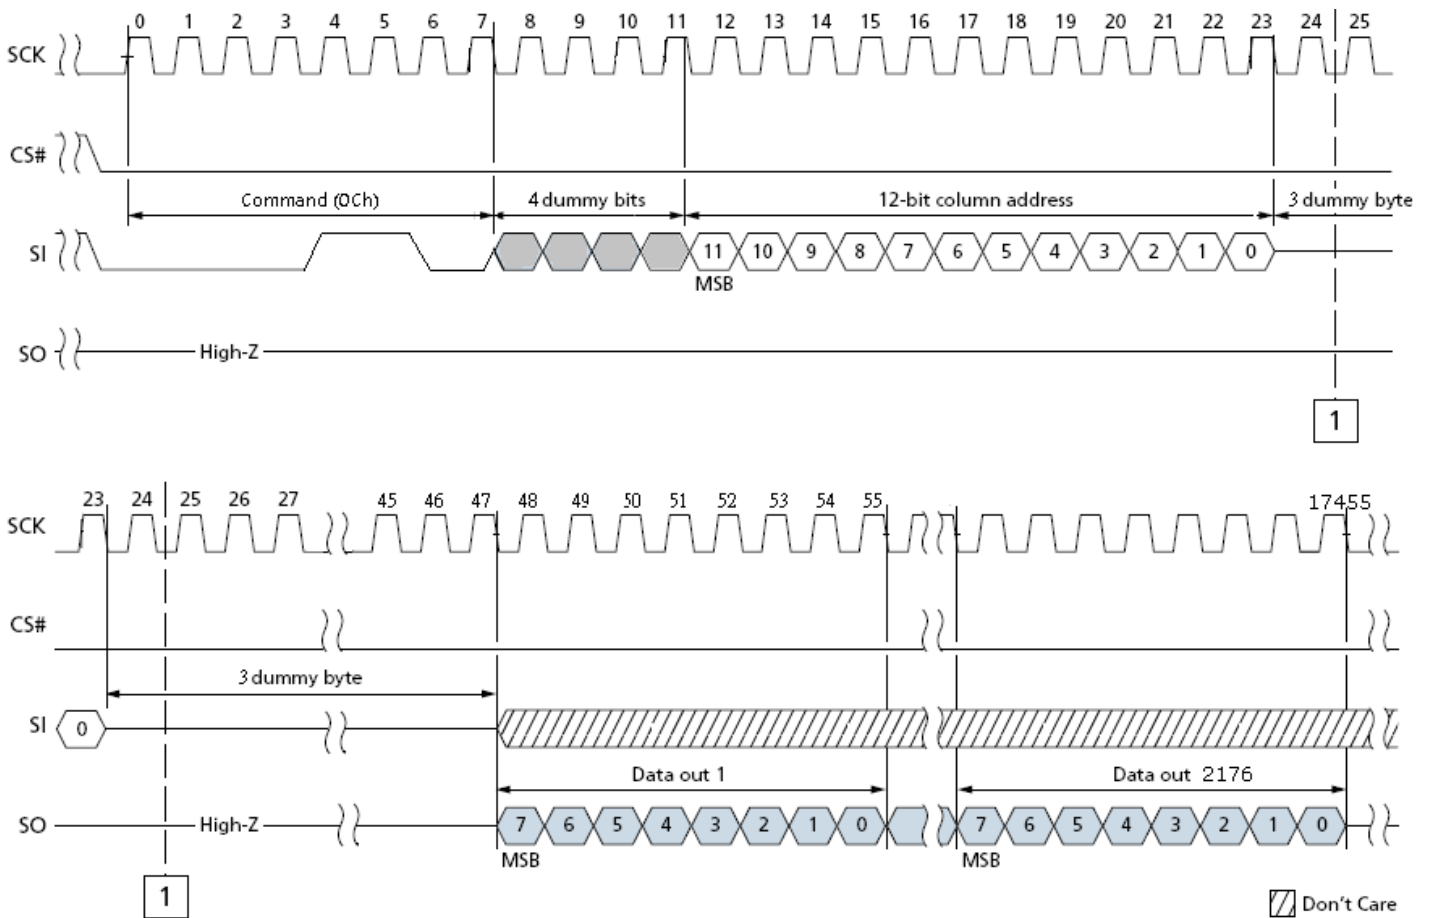 0 1 2 3 4 5 6 7 8 9 10 11 12 13 14 15 16 17 18 19 20 21 22 23 24 25
SCK
CS#
Command (0Ch) 4 dummy bits 12-bit column address 3 dummy byte
SI 11 10 9 8 7 6 5 4 3 2 1 0
MSB
SO High-Z
1
23 24 25 26 27 45 46 47 48 49 50 51 52 53 54 55 17455
SCK
CS#
3 dummy byte
SI 0
Data out 1 Data out 2176
SO High-Z 7 6 5 4 3 2 1 0 7 6 5 4 3 2 1 0
MSB MSB
1
Don't Care